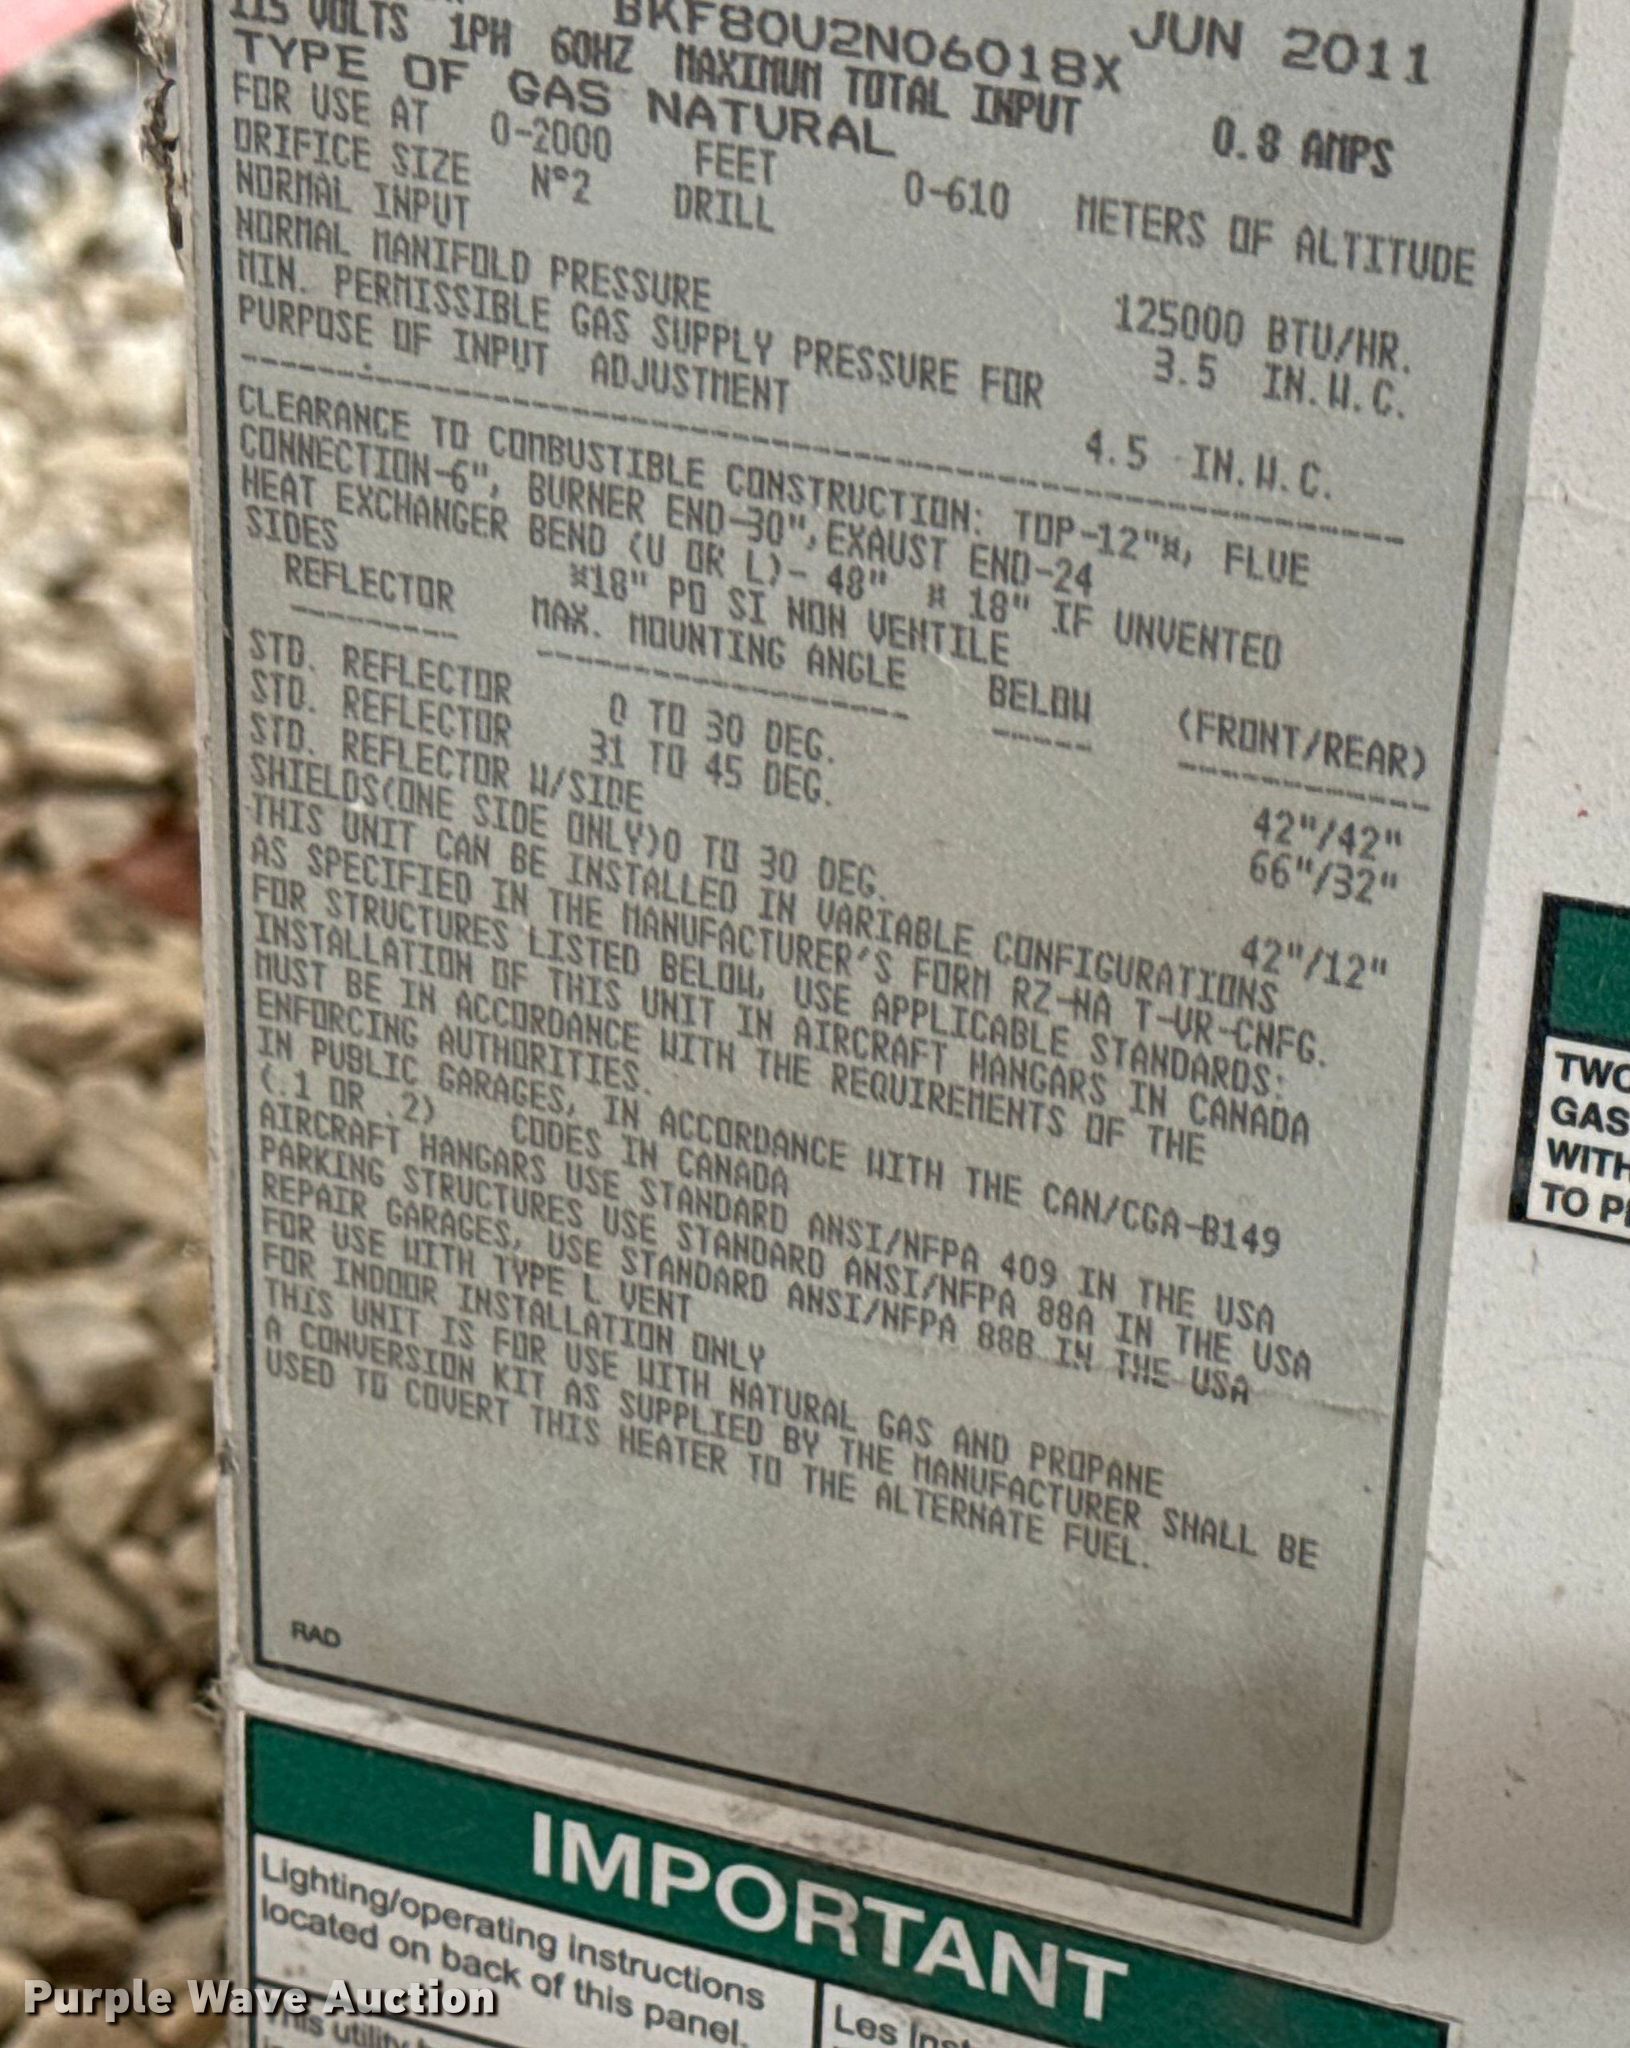 BKF80U2N06018X JUN 2011
115 VOLTS 1PH 60HZ MAXIMUM TOTAL INPUT 0.8 AMPS
TYPE OF GAS NATURAL
FOR USE AT 0-2000 FEET 0-610 METERS OF ALTITUDE
ORIFICE SIZE N°2 DRILL
NORMAL INPUT 125000 BTU/HR.
NORMAL MANIFOLD PRESSURE 3.5 IN.W.C.
MIN. PERMISSIBLE GAS SUPPLY PRESSURE FOR
PURPOSE OF INPUT ADJUSTMENT 4.5 IN.W.C.
CLEARANCE TO COMBUSTIBLE CONSTRUCTION: TOP-12"*, FLUE
CONNECTION-6", BURNER END-30", EXAUST END-24
HEAT EXCHANGER BEND (U OR L)- 48" * 18" IF UNVENTED
SIDES *18" PO SI NON VENTILE
REFLECTOR MAX. MOUNTING ANGLE BELOW (FRONT/REAR)
STD. REFLECTOR 0 TO 30 DEG. 42"/42"
STD. REFLECTOR 31 TO 45 DEG. 66"/32"
STD. REFLECTOR W/SIDE
SHIELDS(ONE SIDE ONLY)0 TO 30 DEG. 42"/12"
THIS UNIT CAN BE INSTALLED IN VARIABLE CONFIGURATIONS
AS SPECIFIED IN THE MANUFACTURER'S FORM RZ-NA T-VR-CNFG.
FOR STRUCTURES LISTED BELOW, USE APPLICABLE STANDARDS:
INSTALLATION OF THIS UNIT IN AIRCRAFT HANGARS IN CANADA
MUST BE IN ACCORDANCE WITH THE REQUIREMENTS OF THE
ENFORCING AUTHORITIES.
IN PUBLIC GARAGES, IN ACCORDANCE WITH THE CAN/CGA-B149
(.1 OR .2) CODES IN CANADA
AIRCRAFT HANGARS USE STANDARD ANSI/NFPA 409 IN THE USA
PARKING STRUCTURES USE STANDARD ANSI/NFPA 88A IN THE USA
REPAIR GARAGES, USE STANDARD ANSI/NFPA 88B IN THE USA
FOR USE WITH TYPE L VENT
FOR INDOOR INSTALLATION ONLY
THIS UNIT IS FOR USE WITH NATURAL GAS AND PROPANE
A CONVERSION KIT AS SUPPLIED BY THE MANUFACTURER SHALL BE
USED TO COVERT THIS HEATER TO THE ALTERNATE FUEL.
RAD
TWO
GAS
WITH
TO P
IMPORTANT
Lighting/operating instructions
located on back of this panel.
This utility
Les Inst
Purple Wave Auction